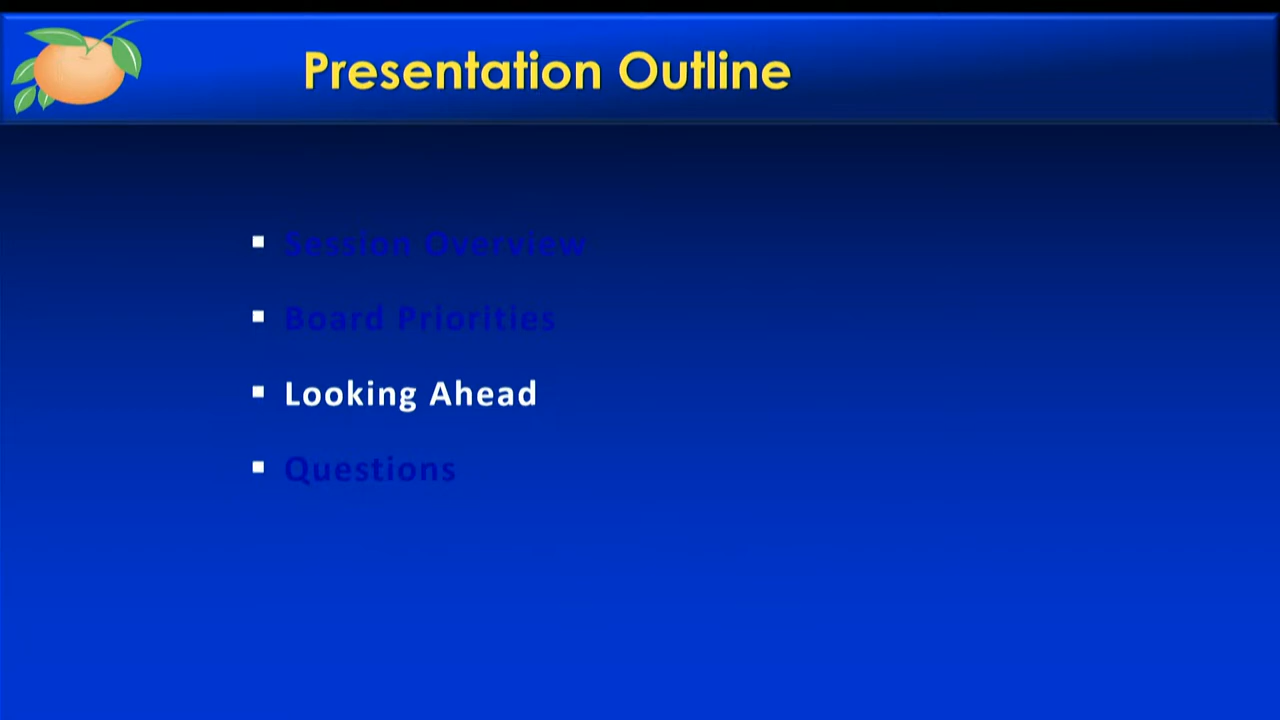 Presentation Outline
Session Overview
Board Priorities
Looking Ahead
Questions